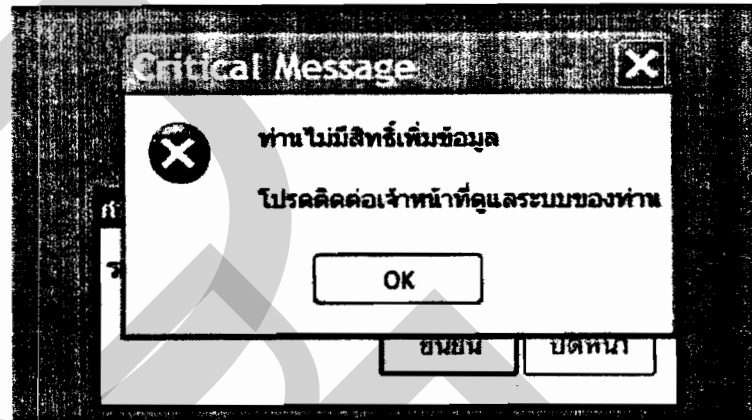 Critical Message
ท่านไม่มีสิทธิ์เพิ่มข้อมูล
โปรดติดต่อเจ้าหน้าที่ดูแลระบบของท่าน
OK
ยืนยัน
ปิดหน้า